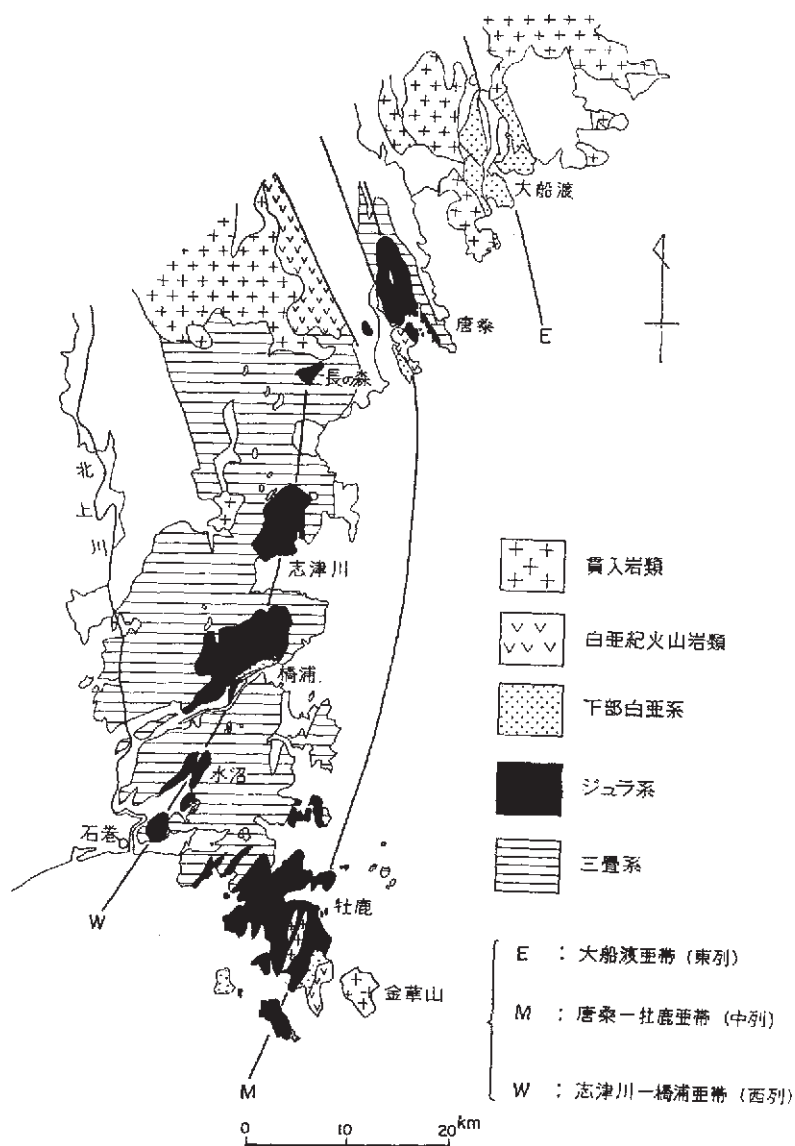 大船渡
唐桑
E
長の森
北上川
志津川
橋浦
水沼
石巻
W
牡鹿
金華山
M
貫入岩類
白亜紀火山岩類
下部白亜系
ジュラ系
三畳系
E : 大船渡亜帯 (東列)
M : 唐桑－牡鹿亜帯 (中列)
W : 志津川－橋浦亜帯 (西列)
0 10 20 km